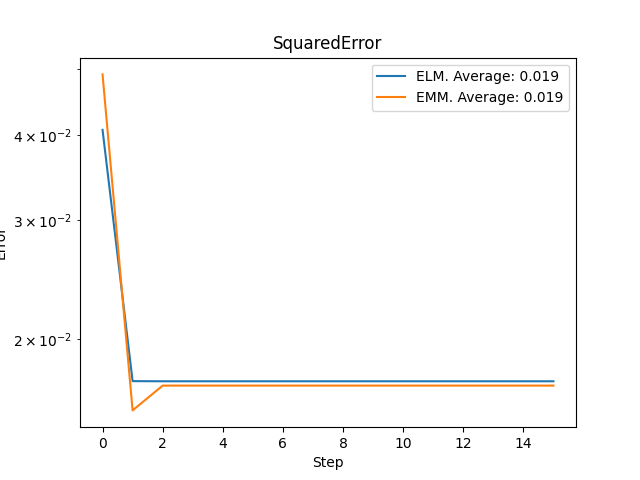 SquaredError
ELM. Average: 0.019
EMM. Average: 0.019
4 × 10⁻²
3 × 10⁻²
2 × 10⁻²
Error
0 2 4 6 8 10 12 14
Step